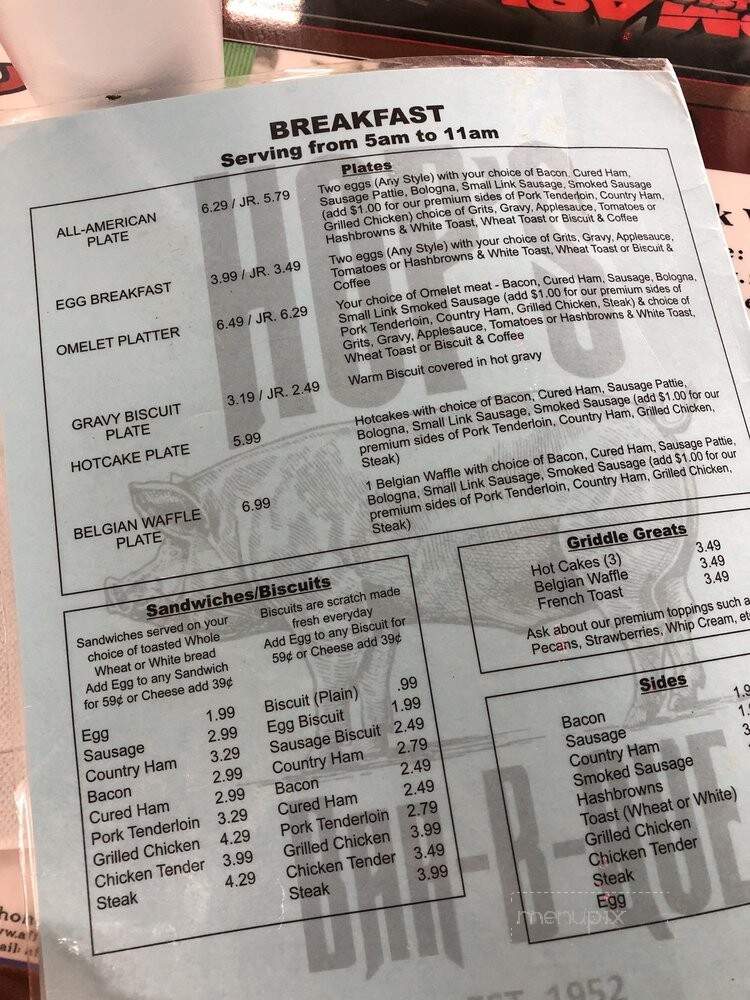 BREAKFAST
Serving from 5am to 11am
Plates
ALL-AMERICAN
PLATE
6.29 / JR. 5.79
Two eggs (Any Style) with your choice of Bacon, Cured Ham,
Sausage Pattie, Bologna, Small Link Sausage, Smoked Sausage
(add $1.00 for our premium sides of Pork Tenderloin, Country Ham,
Grilled Chicken) choice of Grits, Gravy, Applesauce, Tomatoes or
Hashbrowns & White Toast, Wheat Toast or Biscuit & Coffee
EGG BREAKFAST
3.99 / JR. 3.49
Two eggs (Any Style) with your choice of Grits, Gravy, Applesauce,
Tomatoes or Hashbrowns & White Toast, Wheat Toast or Biscuit &
Coffee
OMELET PLATTER
6.49 / JR. 6.29
Your choice of Omelet meat - Bacon, Cured Ham, Sausage, Bologna,
Small Link Smoked Sausage (add $1.00 for our premium sides of
Pork Tenderloin, Country Ham, Grilled Chicken, Steak) & choice of
Grits, Gravy, Applesauce, Tomatoes or Hashbrowns & White Toast,
Wheat Toast or Biscuit & Coffee
GRAVY BISCUIT
PLATE
3.19 / JR. 2.49
Warm Biscuit covered in hot gravy
HOTCAKE PLATE
5.99
Hotcakes with choice of Bacon, Cured Ham, Sausage Pattie,
Bologna, Small Link Sausage, Smoked Sausage (add $1.00 for our
premium sides of Pork Tenderloin, Country Ham, Grilled Chicken,
Steak)
BELGIAN WAFFLE
PLATE
6.99
1 Belgian Waffle with choice of Bacon, Cured Ham, Sausage Pattie,
Bologna, Small Link Sausage, Smoked Sausage (add $1.00 for our
premium sides of Pork Tenderloin, Country Ham, Grilled Chicken,
Steak)
Sandwiches/Biscuits
Sandwiches served on your
choice of toasted Whole
Wheat or White bread
Add Egg to any Sandwich
for 59¢ or Cheese add 39¢
Egg 1.99
Sausage 2.99
Country Ham 3.29
Bacon 2.99
Cured Ham 2.99
Pork Tenderloin 3.29
Grilled Chicken 4.29
Chicken Tender 3.99
Steak 4.29
Biscuits are scratch made
fresh everyday
Add Egg to any Biscuit for
59¢ or Cheese add 39¢
Biscuit (Plain) .99
Egg Biscuit 1.99
Sausage Biscuit 2.49
Country Ham 2.79
Bacon 2.49
Cured Ham 2.49
Pork Tenderloin 2.79
Grilled Chicken 3.99
Chicken Tender 3.49
Steak 3.99
Griddle Greats
Hot Cakes (3) 3.49
Belgian Waffle 3.49
French Toast 3.49
Ask about our premium toppings such a
Pecans, Strawberries, Whip Cream, et
Sides
Bacon 1.9
Sausage
Country Ham
Smoked Sausage
Hashbrowns
Toast (Wheat or White)
Grilled Chicken
Chicken Tender
Steak
Egg
HOP'S
BAR-B-QUE
EST. 1952
menupix